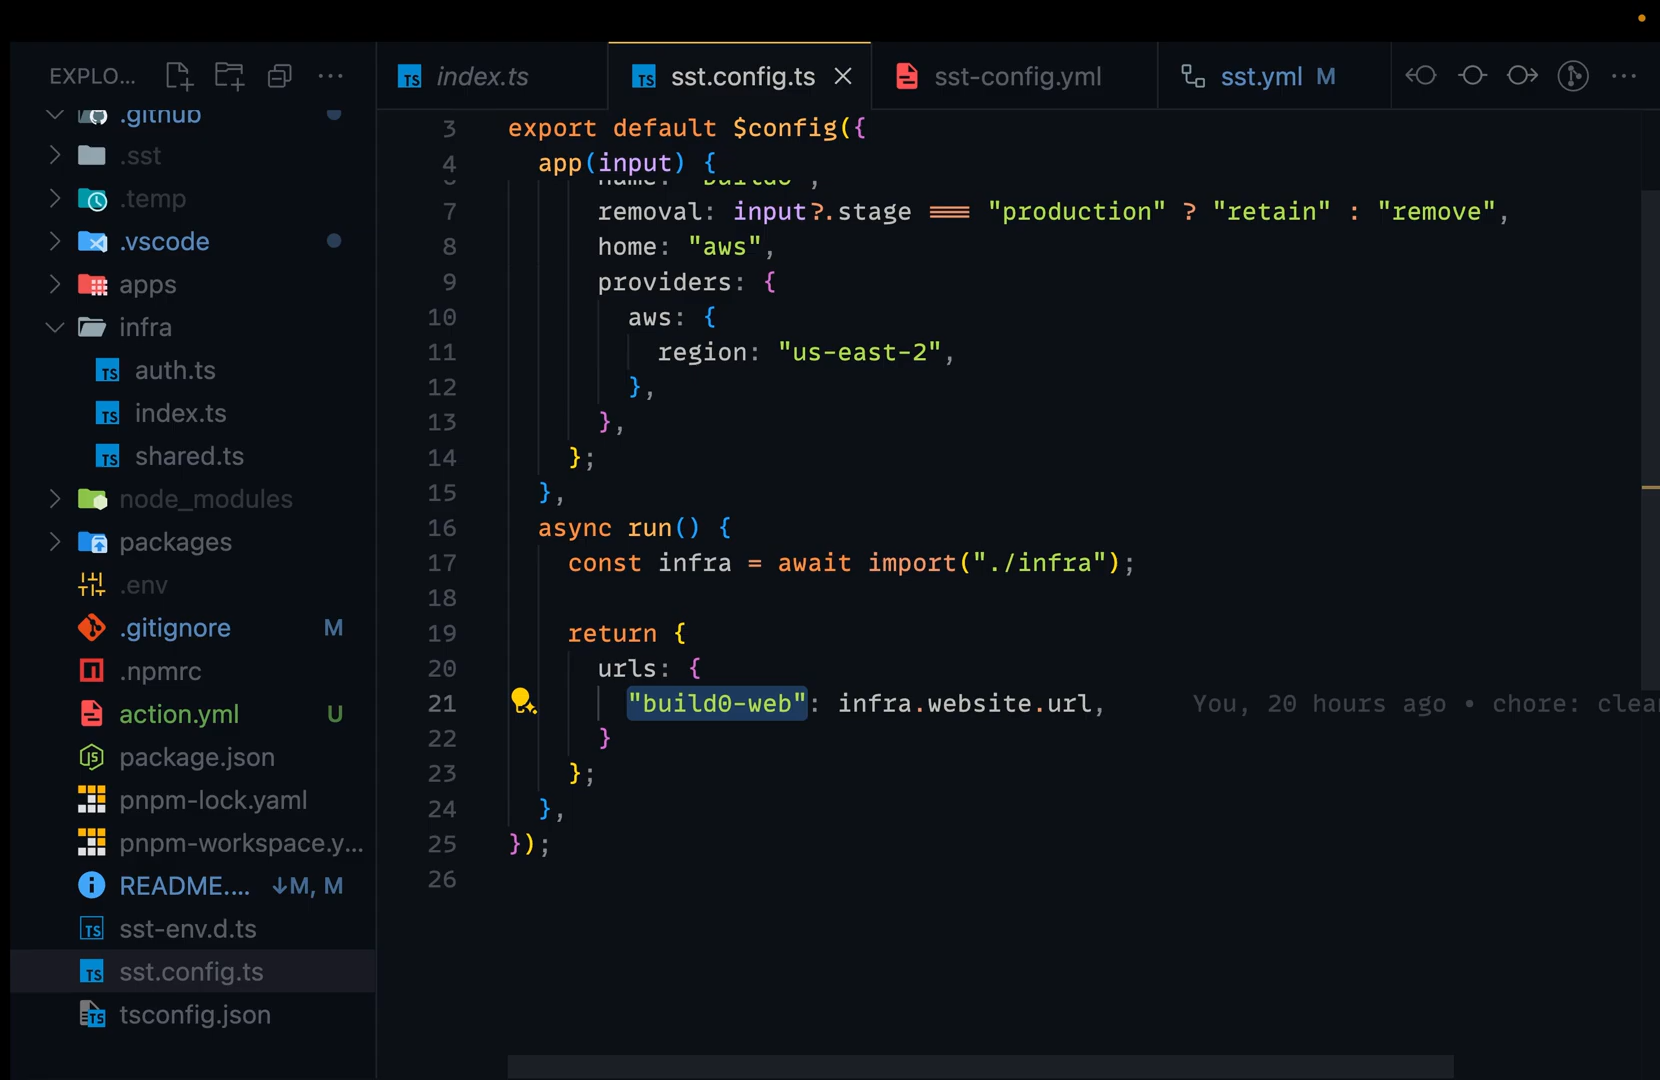 EXPLO...
.github
.sst
.temp
.vscode
apps
infra
auth.ts
index.ts
shared.ts
node_modules
packages
.env
.gitignore M
.npmrc
action.yml U
package.json
pnpm-lock.yaml
pnpm-workspace.y...
README.... ↓M, M
sst-env.d.ts
sst.config.ts
tsconfig.json
index.ts
sst.config.ts
sst-config.yml
sst.yml M
3 export default $config({
4 app(input) {
name: "build0",
7 removal: input?.stage === "production" ? "retain" : "remove",
8 home: "aws",
9 providers: {
10 aws: {
11 region: "us-east-2",
12 },
13 },
14 };
15 },
16 async run() {
17 const infra = await import("./infra");
18
19 return {
20 urls: {
21 "build0-web": infra.website.url, You, 20 hours ago • chore: clea
22 }
23 };
24 },
25 });
26